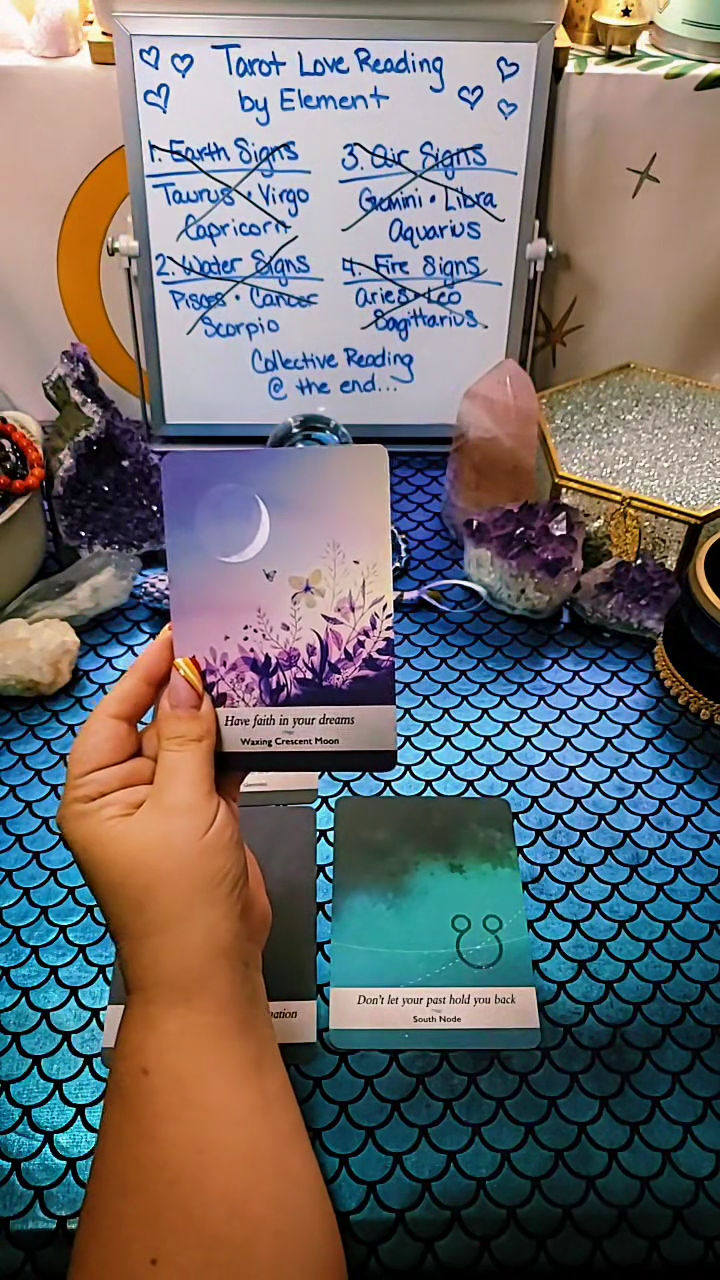 Tarot Love Reading
by Element
1. Earth Signs
Taurus • Virgo
Capricorn
2. Water Signs
Pisces • Cancer
Scorpio
3. Air Signs
Gemini • Libra
Aquarius
4. Fire Signs
Aries • Leo
Sagittarius
Collective Reading
@ the end...
Have faith in your dreams
Waxing Crescent Moon
Don't let your past hold you back
South Node